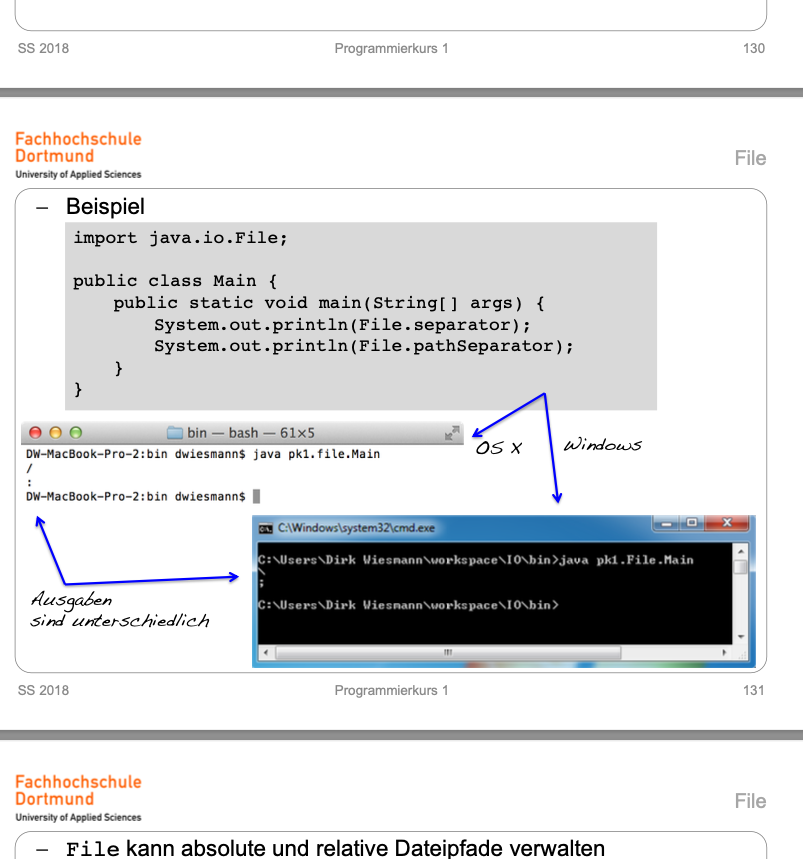 SS 2018 Programmierkurs 1 130
Fachhochschule
Dortmund
University of Applied Sciences
File
– Beispiel
import java.io.File;
public class Main {
public static void main(String[] args) {
System.out.println(File.separator);
System.out.println(File.pathSeparator);
}
}
bin — bash — 61×5
DW-MacBook-Pro-2:bin dwiesmann$ java pk1.file.Main
/
:
DW-MacBook-Pro-2:bin dwiesmann$
OS X
Windows
C:\Windows\system32\cmd.exe
C:\Users\Dirk Wiesmann\workspace\IO\bin>java pk1.File.Main
\
;
C:\Users\Dirk Wiesmann\workspace\IO\bin>
Ausgaben
sind unterschiedlich
SS 2018 Programmierkurs 1 131
Fachhochschule
Dortmund
University of Applied Sciences
File
– File kann absolute und relative Dateipfade verwalten